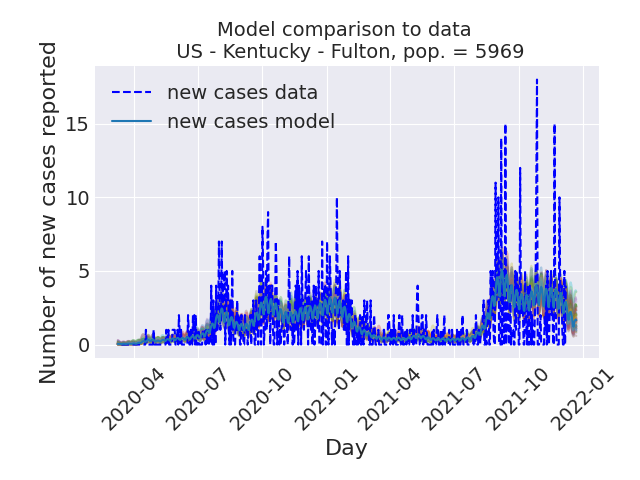 Model comparison to data
US - Kentucky - Fulton, pop. = 5969
Number of new cases reported
new cases data
new cases model
15
10
5
0
2020-04
2020-07
2020-10
2021-01
2021-04
2021-07
2021-10
2022-01
Day